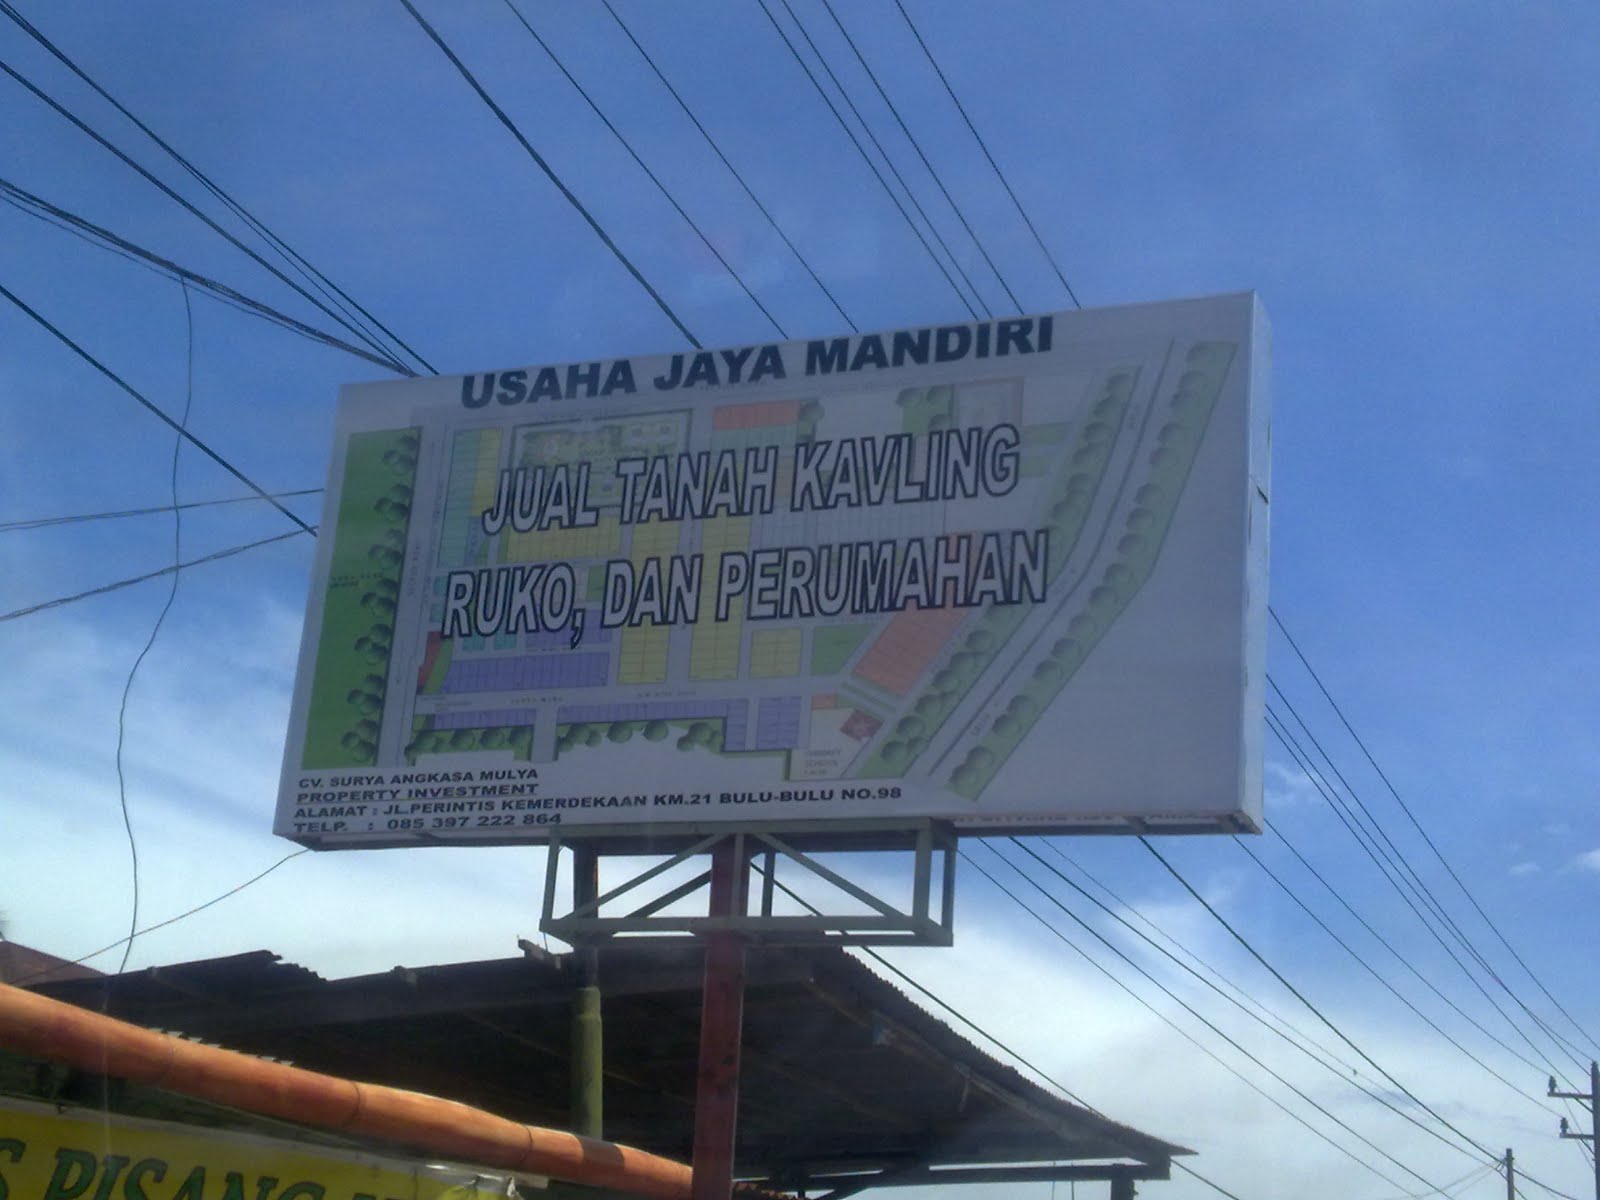 USAHA JAYA MANDIRI
JUAL TANAH KAVLING
RUKO, DAN PERUMAHAN
CV. SURYA ANGKASA MULYA
PROPERTY INVESTMENT
ALAMAT : JL.PERINTIS KEMERDEKAAN KM.21 BULU-BULU NO.98
TELP. : 085 397 222 864
PISANG